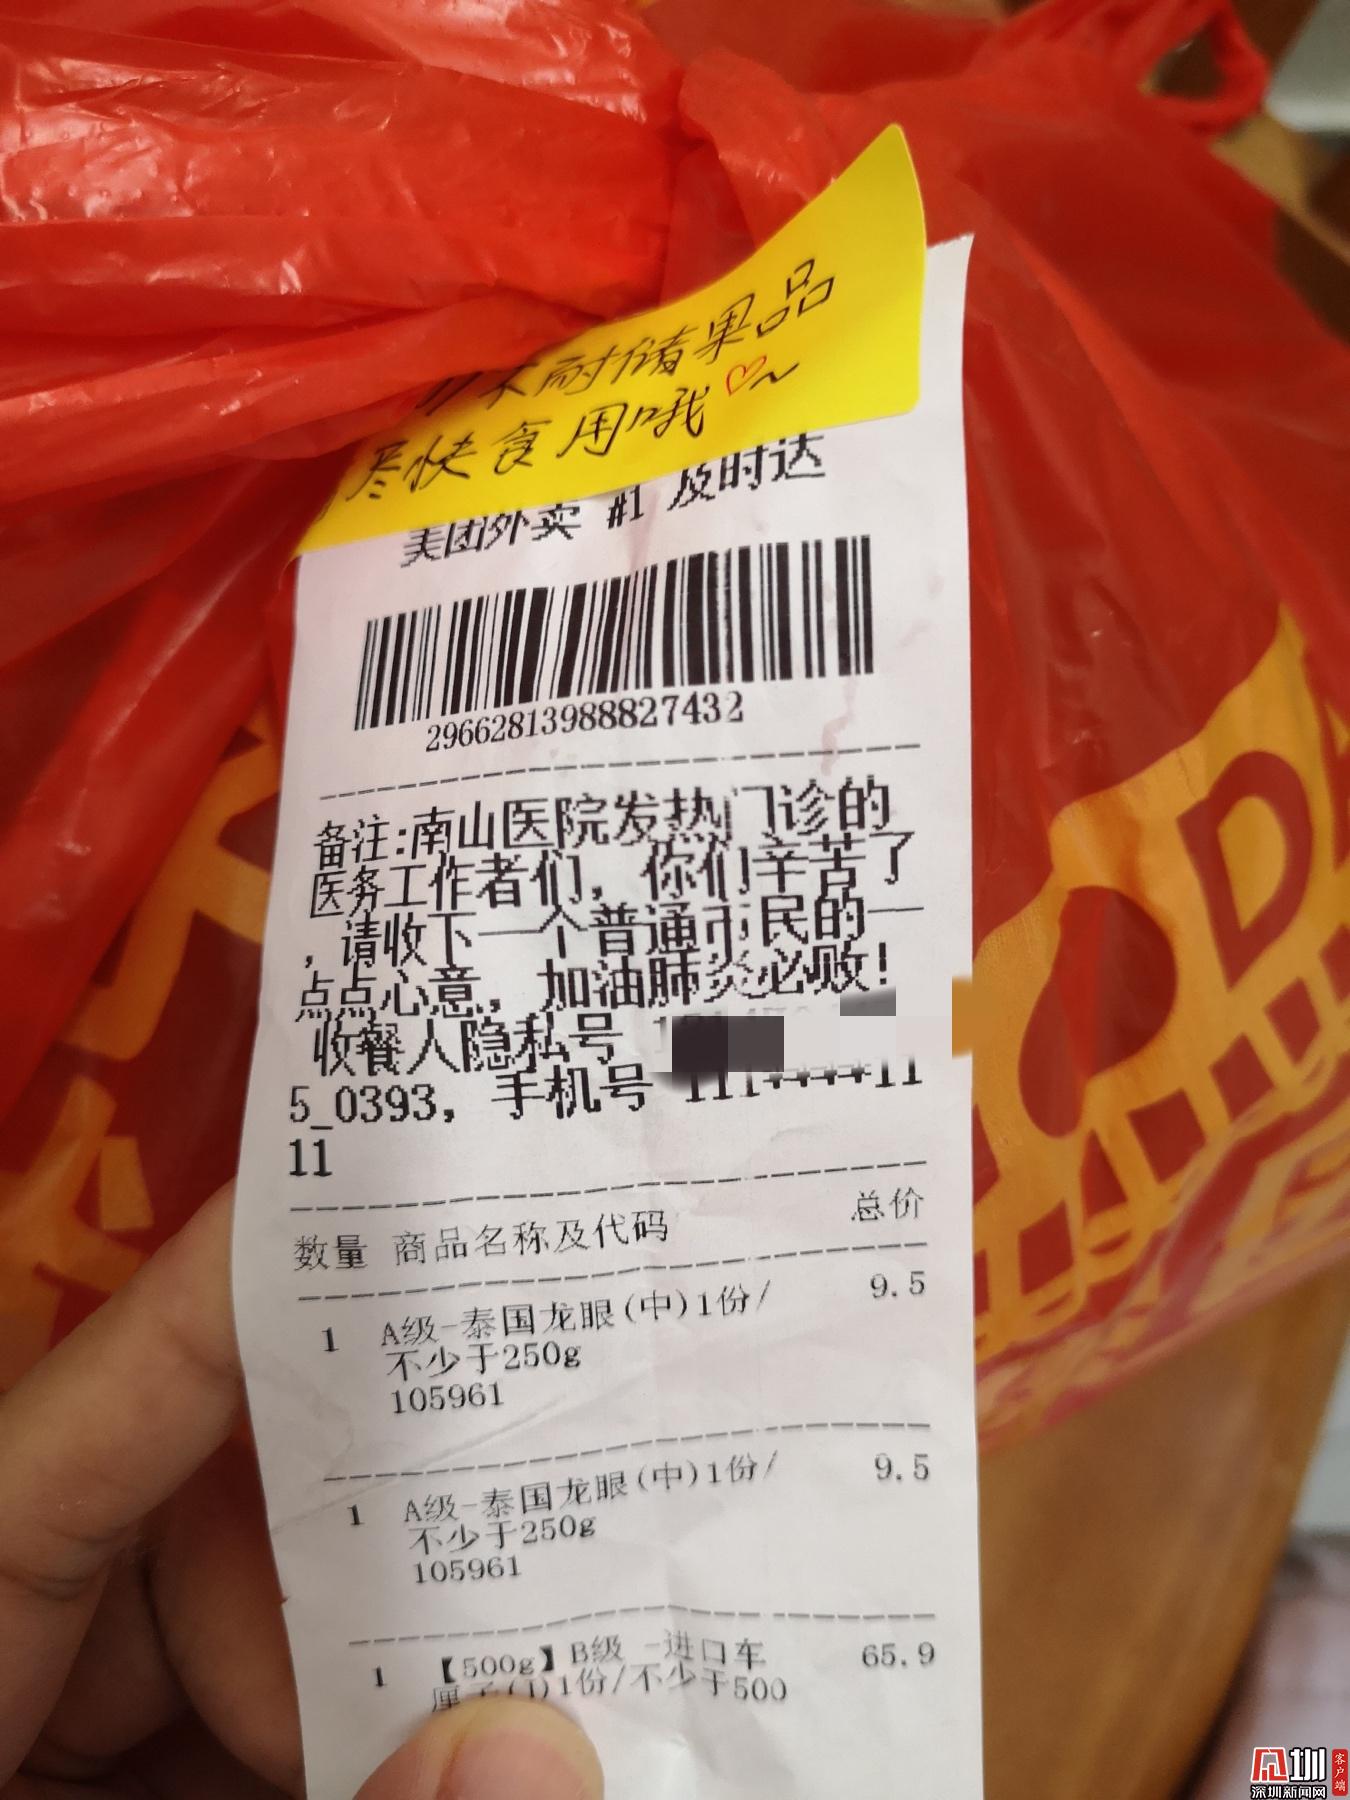 不耐储果品
尽快食用哦~
美团外卖 #1 及时送
29662813988827432
备注:南山医院发热门诊的
医务工作者们，你们辛苦了
，请收下一个普通市民的一
点点心意，加油肺炎必败！
收餐人隐私号
5_0393，手机号 111****11
11
数量 商品名称及代码 总价
1 A级-泰国龙眼(中)1份/ 9.5
不少于250g
105961
1 A级-泰国龙眼(中)1份/ 9.5
不少于250g
105961
1 【500g】B级 -进口车 65.9
厘子(J)1份/不少于500
圳
客户端
深圳新闻网